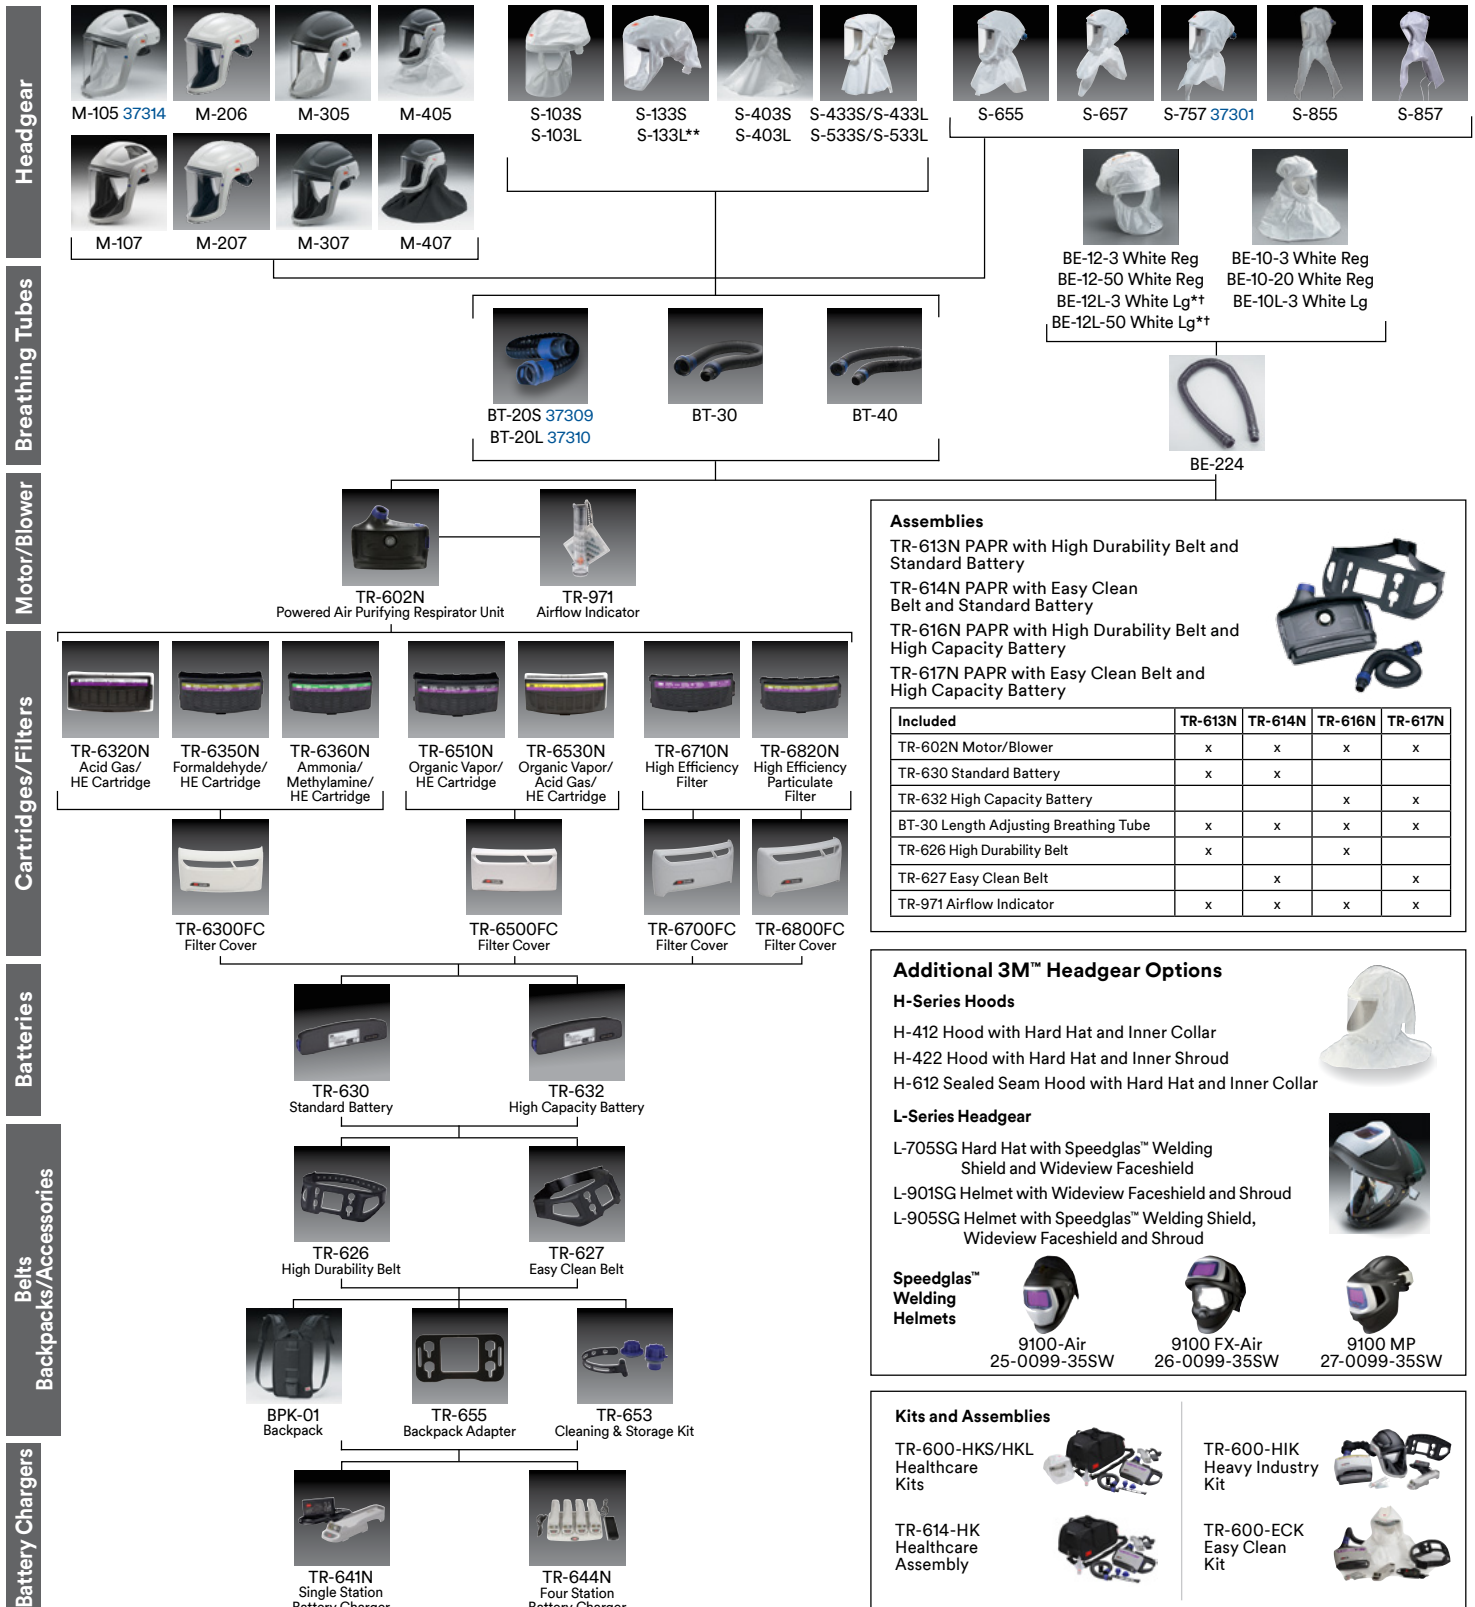 Headgear
M-105 37314
M-206
M-305
M-405
M-107
M-207
M-307
M-407
S-103S
S-103L
S-133S
S-133L**
S-403S
S-403L
S-433S/S-433L
S-533S/S-533L
S-655
S-657
S-757 37301
S-855
S-857
BE-12-3 White Reg
BE-12-50 White Reg
BE-12L-3 White Lg*†
BE-12L-50 White Lg*†
BE-10-3 White Reg
BE-10-20 White Reg
BE-10L-3 White Lg
Breathing Tubes
BT-20S 37309
BT-20L 37310
BT-30
BT-40
BE-224
Motor/Blower
TR-602N
Powered Air Purifying Respirator Unit
TR-971
Airflow Indicator
Cartridges/Filters
TR-6320N
Acid Gas/
HE Cartridge
TR-6350N
Formaldehyde/
HE Cartridge
TR-6360N
Ammonia/
Methylamine/
HE Cartridge
TR-6510N
Organic Vapor/
HE Cartridge
TR-6530N
Organic Vapor/
Acid Gas/
HE Cartridge
TR-6710N
High Efficiency
Filter
TR-6820N
High Efficiency
Particulate
Filter
TR-6300FC
Filter Cover
TR-6500FC
Filter Cover
TR-6700FC
Filter Cover
TR-6800FC
Filter Cover
Batteries
TR-630
Standard Battery
TR-632
High Capacity Battery
Belts
Backpacks/Accessories
TR-626
High Durability Belt
TR-627
Easy Clean Belt
BPK-01
Backpack
TR-655
Backpack Adapter
TR-653
Cleaning & Storage Kit
Battery Chargers
TR-641N
Single Station
Battery Charger
TR-644N
Four Station
Battery Charger
Assemblies
TR-613N PAPR with High Durability Belt and
Standard Battery
TR-614N PAPR with Easy Clean
Belt and Standard Battery
TR-616N PAPR with High Durability Belt and
High Capacity Battery
TR-617N PAPR with Easy Clean Belt and
High Capacity Battery
Included TR-613N TR-614N TR-616N TR-617N
TR-602N Motor/Blower x x x x
TR-630 Standard Battery x x
TR-632 High Capacity Battery x x
BT-30 Length Adjusting Breathing Tube x x x x
TR-626 High Durability Belt x x
TR-627 Easy Clean Belt x x
TR-971 Airflow Indicator x x x x
Additional 3M™ Headgear Options
H-Series Hoods
H-412 Hood with Hard Hat and Inner Collar
H-422 Hood with Hard Hat and Inner Shroud
H-612 Sealed Seam Hood with Hard Hat and Inner Collar
L-Series Headgear
L-705SG Hard Hat with Speedglas™ Welding
Shield and Wideview Faceshield
L-901SG Helmet with Wideview Faceshield and Shroud
L-905SG Helmet with Speedglas™ Welding Shield,
Wideview Faceshield and Shroud
Speedglas™
Welding
Helmets
9100-Air
25-0099-35SW
9100 FX-Air
26-0099-35SW
9100 MP
27-0099-35SW
Kits and Assemblies
TR-600-HKS/HKL
Healthcare
Kits
TR-600-HIK
Heavy Industry
Kit
TR-614-HK
Healthcare
Assembly
TR-600-ECK
Easy Clean
Kit